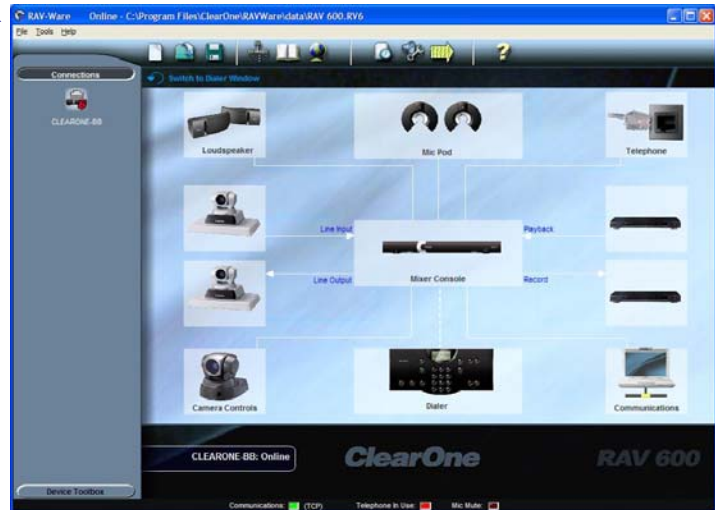 RAV-Ware Online - C:\Program Files\ClearOne\RAVWare\data\RAV 600.RV6
File Tools Help
Connections
Switch to Dialer Window
CLEARONE-BB
Loudspeaker
Mic Pod
Telephone
Line Input
Playback
Mixer Console
Line Output
Record
Camera Controls
Dialer
Communications
CLEARONE-BB: Online
ClearOne
RAV 600
Device Toolbox
Communications: (TCP) Telephone In Use: Mic Mute: